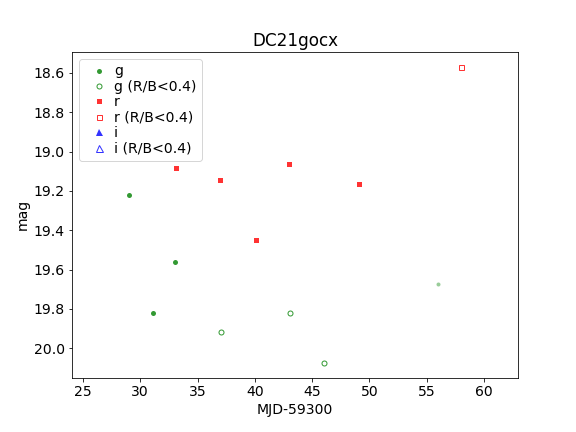 DC21gocx
g
g (R/B<0.4)
r
r (R/B<0.4)
i
i (R/B<0.4)
mag
18.6
18.8
19.0
19.2
19.4
19.6
19.8
20.0
25 30 35 40 45 50 55 60
MJD-59300